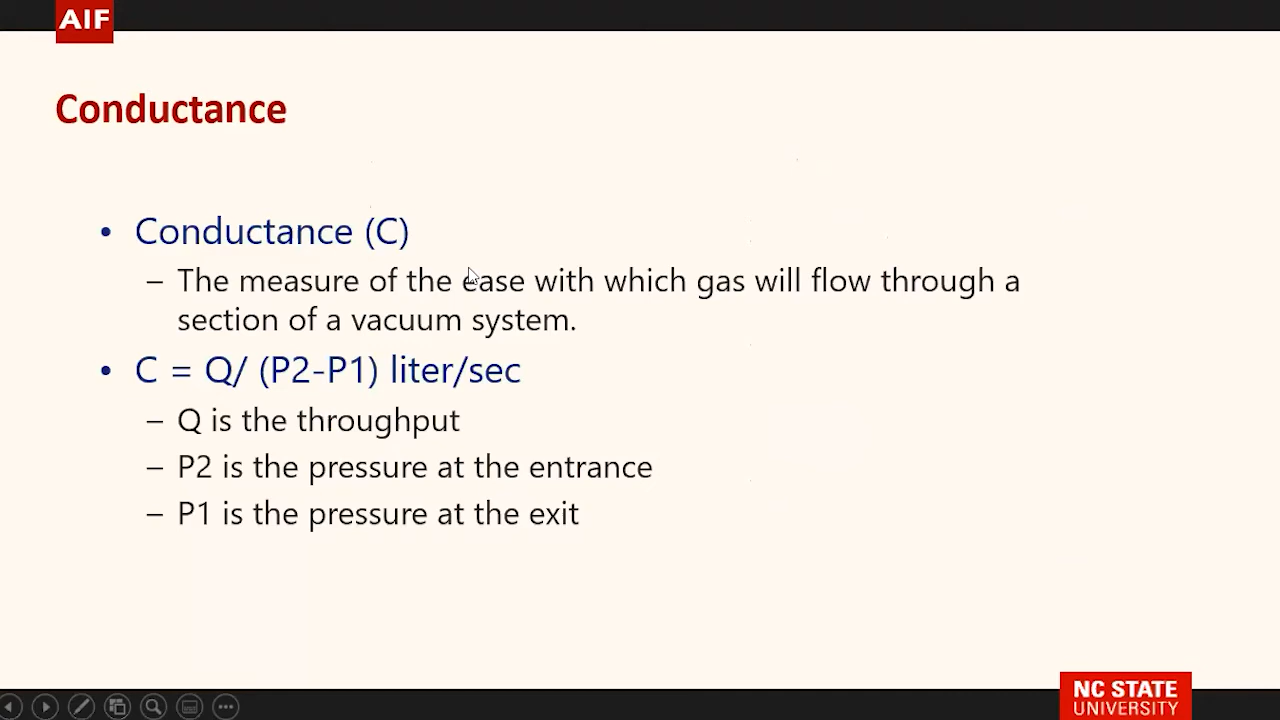 AIF
Conductance
• Conductance (C)
– The measure of the ease with which gas will flow through a
section of a vacuum system.
• C = Q/ (P2-P1) liter/sec
– Q is the throughput
– P2 is the pressure at the entrance
– P1 is the pressure at the exit
NC STATE
UNIVERSITY